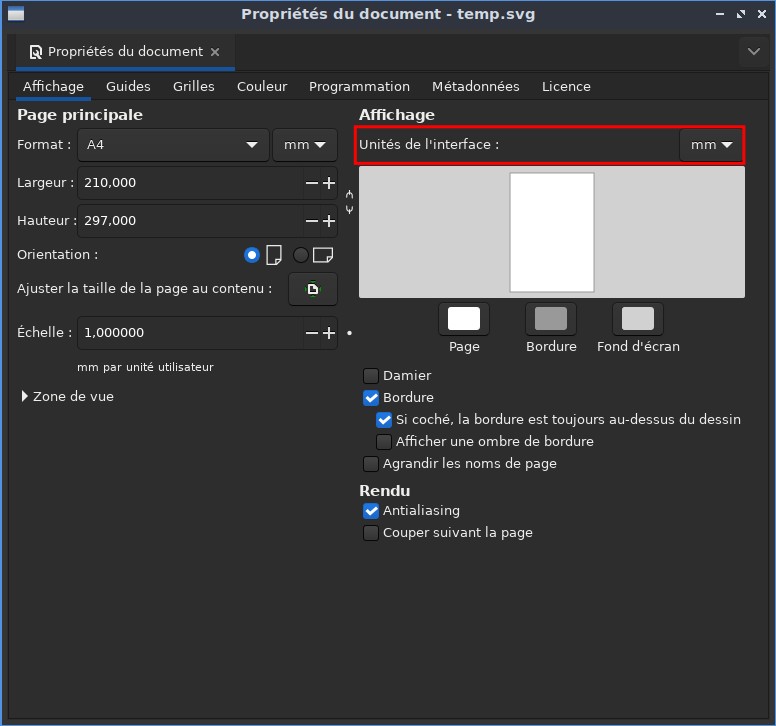 Propriétés du document - temp.svg
Propriétés du document
Affichage Guides Grilles Couleur Programmation Métadonnées Licence
Page principale
Format : A4 mm
Largeur : 210,000
Hauteur : 297,000
Orientation :
Ajuster la taille de la page au contenu :
Échelle : 1,000000
mm par unité utilisateur
Zone de vue
Affichage
Unités de l'interface : mm
Page Bordure Fond d'écran
Damier
Bordure
Si coché, la bordure est toujours au-dessus du dessin
Afficher une ombre de bordure
Agrandir les noms de page
Rendu
Antialiasing
Couper suivant la page